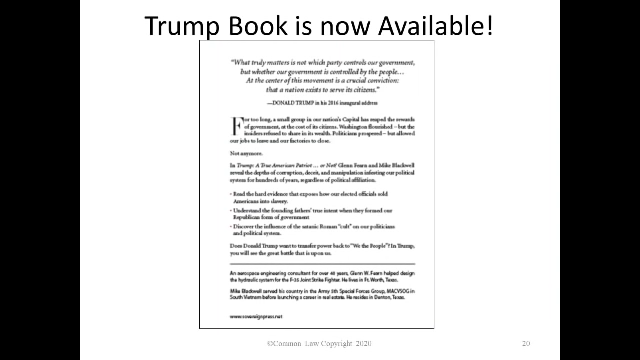 Trump Book is now Available!
"What truly matters is not which party controls our government,
but whether our government is controlled by the people…
At the center of this movement is a crucial conviction:
that a nation exists to serve its citizens."
—DONALD TRUMP in his 2016 inaugural address
For too long, a small group in our nation's Capital has reaped the rewards
of government, at the cost of its citizens. Washington flourished – but the
insiders refused to share in its wealth. Politicians prospered – but allowed
our jobs to leave and our factories to close.
Not anymore.
In Trump: A True American Patriot … or Not? Glenn Fearn and Mike Blackwell
reveal the depths of corruption, deceit, and manipulation infesting our political
system for hundreds of years, regardless of political affiliation.
• Read the hard evidence that exposes how our elected officials sold
Americans into slavery.
• Understand the founding fathers' true intent when they formed our
Republican form of government
• Discover the influence of the satanic Roman "cult" on our politicians
and political system.
Does Donald Trump want to transfer power back to "We the People"? In Trump,
you will see the great battle that is upon us.
An aerospace engineering consultant for over 40 years, Glenn W. Fearn helped design
the hydraulic system for the F-35 Joint Strike Fighter. He lives in Ft. Worth, Texas.
Mike Blackwell served his country in the Army 5th Special Forces Group, MACVSOG in
South Vietnam before launching a career in real estate. He resides in Denton, Texas.
www.sovereignpress.net
©Common Law Copyright 2020
20